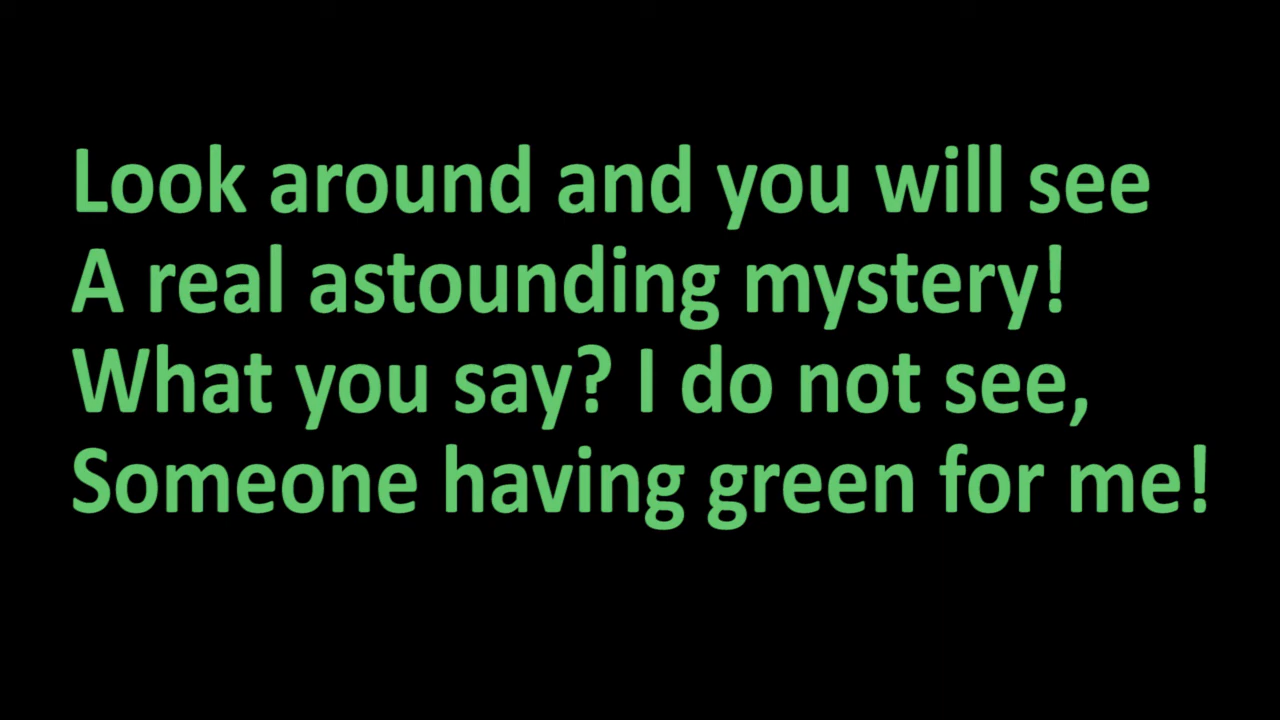 Look around and you will see
A real astounding mystery!
What you say? I do not see,
Someone having green for me!